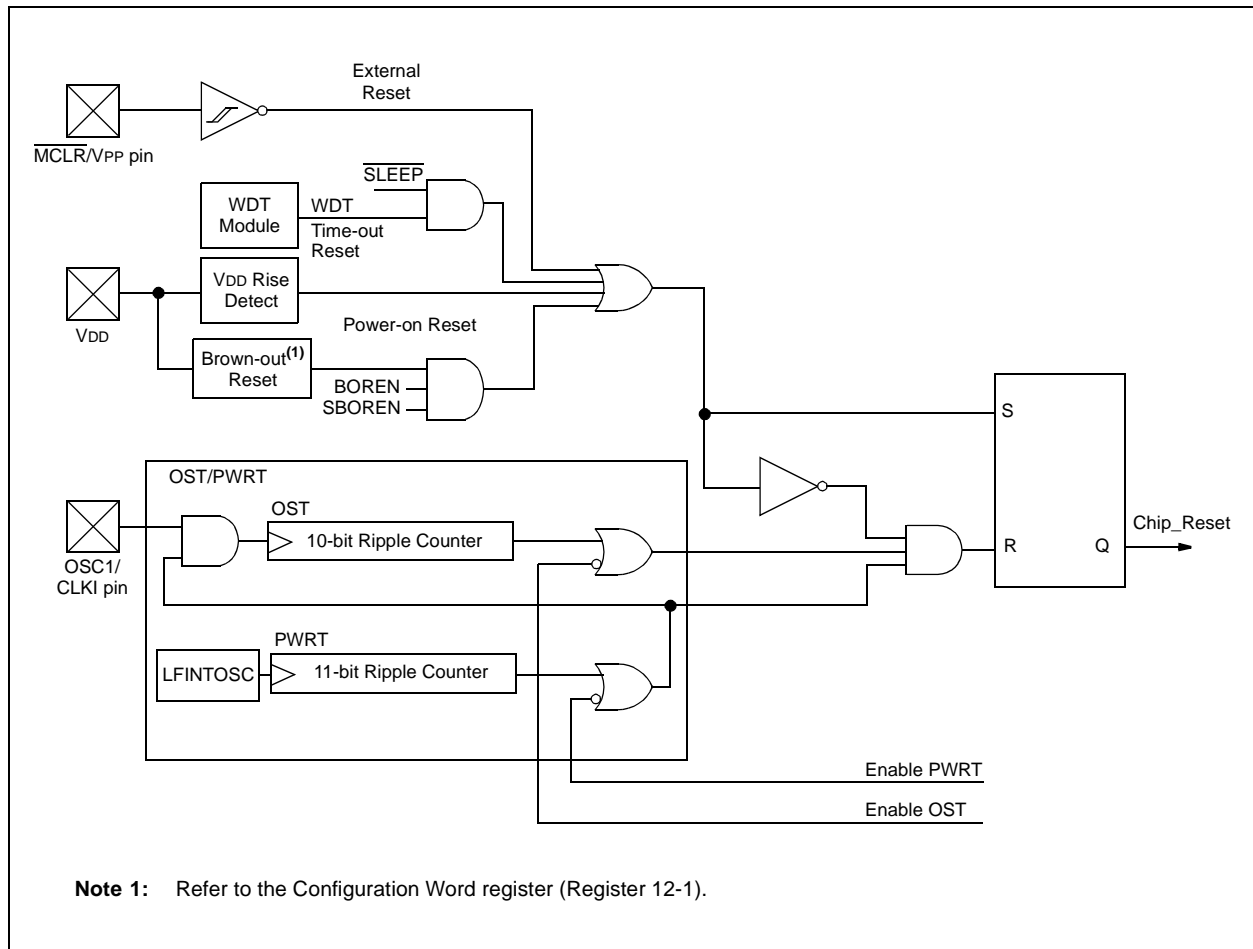 External
Reset
MCLR/VPP pin
SLEEP
WDT
Module
WDT
Time-out
Reset
VDD
VDD Rise
Detect
Power-on Reset
Brown-out(1)
Reset
BOREN
SBOREN
S
OST/PWRT
OST
10-bit Ripple Counter
OSC1/
CLKI pin
R
Q
Chip_Reset
PWRT
LFINTOSC
11-bit Ripple Counter
Enable PWRT
Enable OST
Note 1: Refer to the Configuration Word register (Register 12-1).